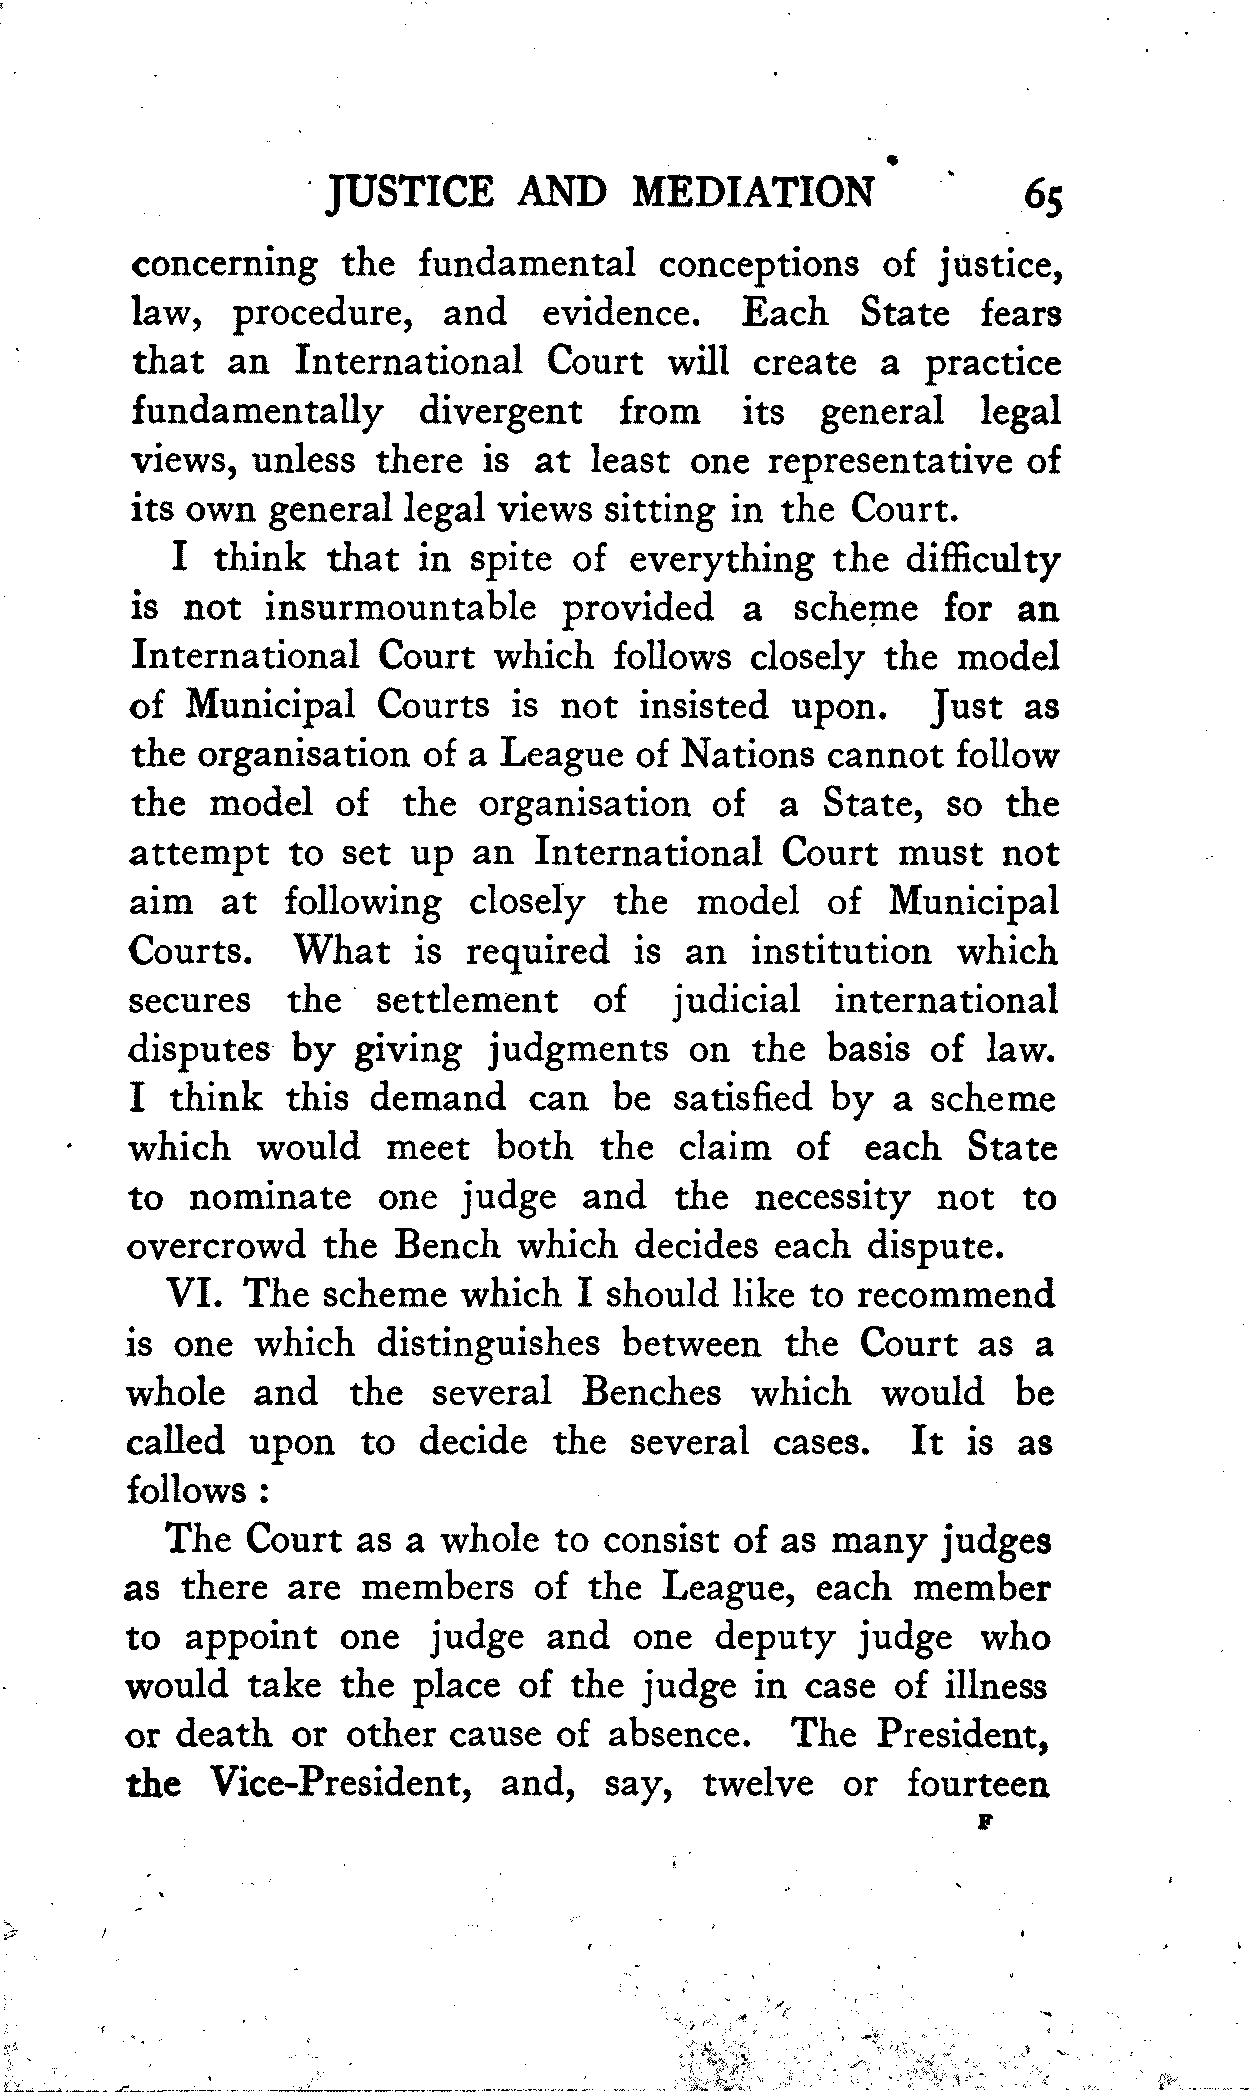 JUSTICE AND MEDIATION 65
concerning the fundamental conceptions of justice,
law, procedure, and evidence. Each State fears
that an International Court will create a practice
fundamentally divergent from its general legal
views, unless there is at least one representative of
its own general legal views sitting in the Court.
I think that in spite of everything the difficulty
is not insurmountable provided a scheme for an
International Court which follows closely the model
of Municipal Courts is not insisted upon. Just as
the organisation of a League of Nations cannot follow
the model of the organisation of a State, so the
attempt to set up an International Court must not
aim at following closely the model of Municipal
Courts. What is required is an institution which
secures the settlement of judicial international
disputes by giving judgments on the basis of law.
I think this demand can be satisfied by a scheme
which would meet both the claim of each State
to nominate one judge and the necessity not to
overcrowd the Bench which decides each dispute.
VI. The scheme which I should like to recommend
is one which distinguishes between the Court as a
whole and the several Benches which would be
called upon to decide the several cases. It is as
follows :
The Court as a whole to consist of as many judges
as there are members of the League, each member
to appoint one judge and one deputy judge who
would take the place of the judge in case of illness
or death or other cause of absence. The President,
the Vice-President, and, say, twelve or fourteen
F